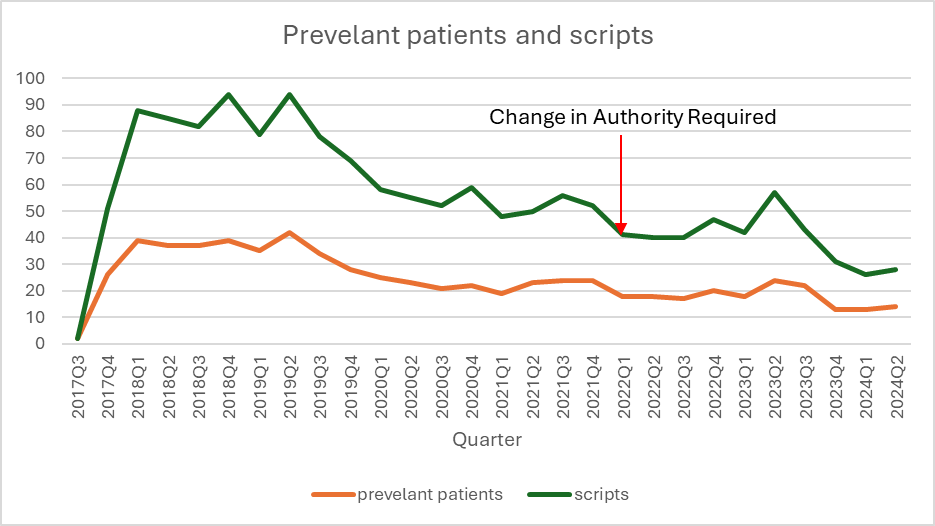 Prevelant patients and scripts
100
90
80
70
60
50
40
30
20
10
0
Change in Authority Required
2017Q3
2017Q4
2018Q1
2018Q2
2018Q3
2018Q4
2019Q1
2019Q2
2019Q3
2019Q4
2020Q1
2020Q2
2020Q3
2020Q4
2021Q1
2021Q2
2021Q3
2021Q4
2022Q1
2022Q2
2022Q3
2022Q4
2023Q1
2023Q2
2023Q3
2023Q4
2024Q1
2024Q2
Quarter
prevelant patients
scripts